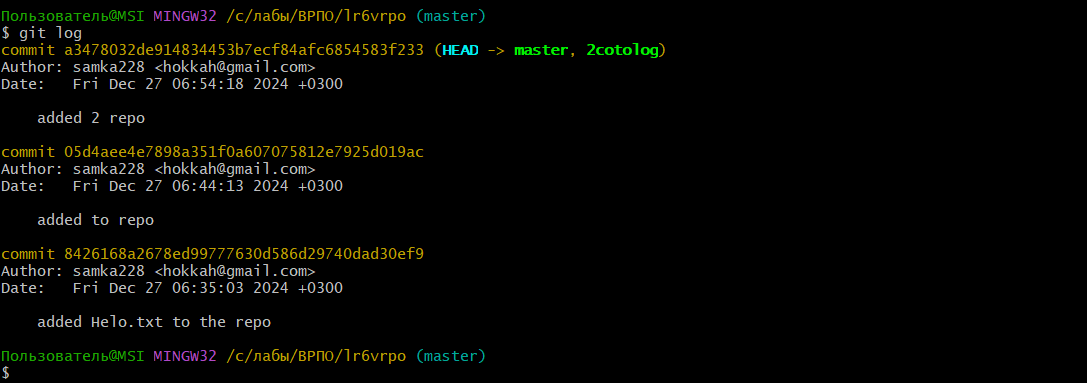 Пользователь@MSI MINGW32 /c/лабы/ВРПО/lr6vrpo (master)
$ git log
commit a3478032de914834453b7ecf84afc6854583f233 (HEAD -> master, 2cotolog)
Author: samka228 <hokkah@gmail.com>
Date:   Fri Dec 27 06:54:18 2024 +0300
    added 2 repo
commit 05d4aee4e7898a351f0a607075812e7925d019ac
Author: samka228 <hokkah@gmail.com>
Date:   Fri Dec 27 06:44:13 2024 +0300
    added to repo
commit 8426168a2678ed99777630d586d29740dad30ef9
Author: samka228 <hokkah@gmail.com>
Date:   Fri Dec 27 06:35:03 2024 +0300
    added Helo.txt to the repo
Пользователь@MSI MINGW32 /c/лабы/ВРПО/lr6vrpo (master)
$